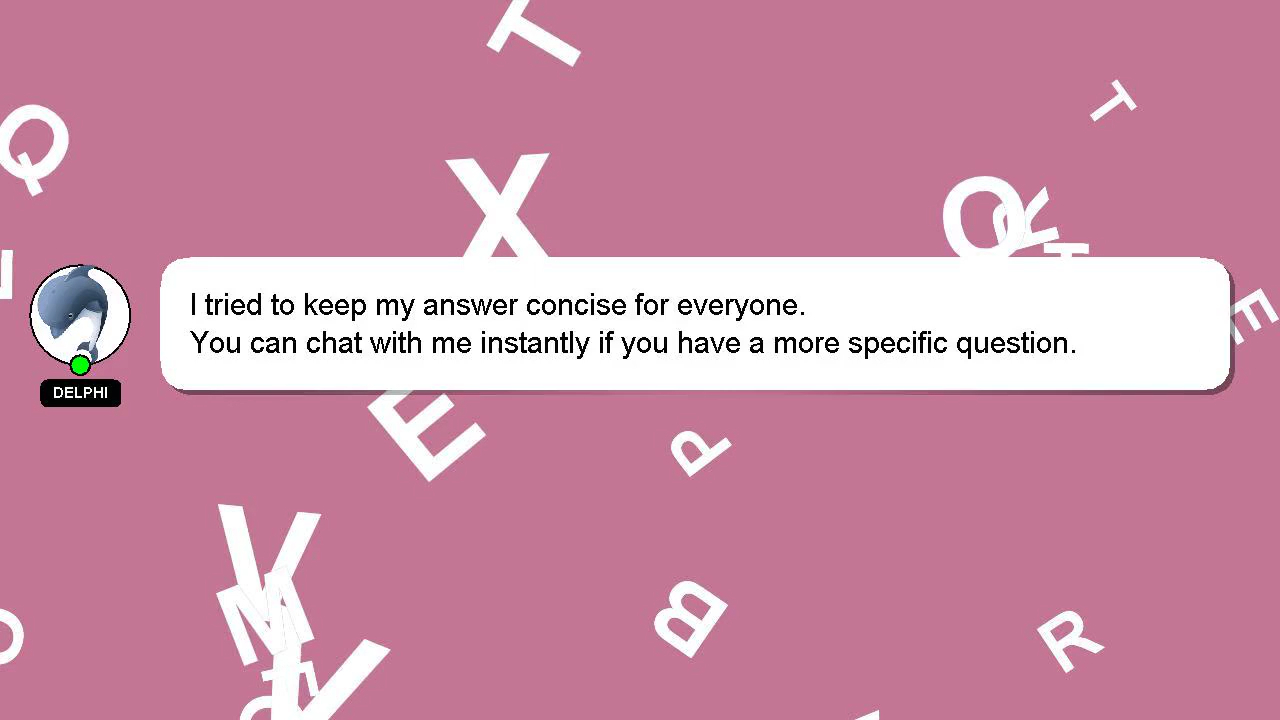 T
T
Q
X
Q
R
H
E
I tried to keep my answer concise for everyone.
You can chat with me instantly if you have a more specific question.
DELPHI
E
P
V
M
B
R
V